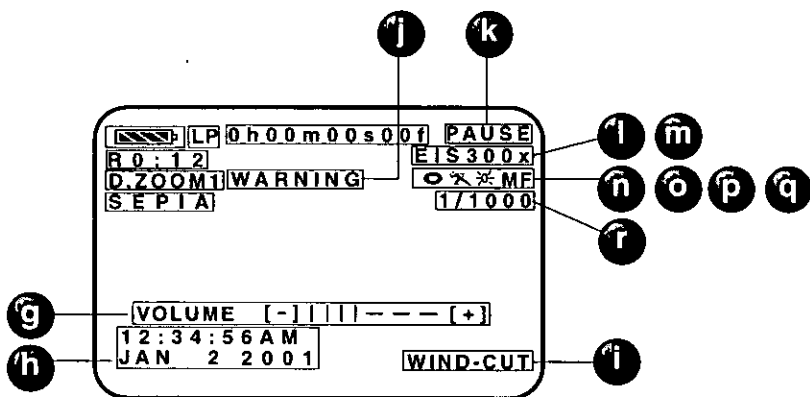 j k
LP 0h00m00s00f PAUSE
R0:12 EIS300x
D.ZOOM1 WARNING MF
SEPIA 1/1000
l m
n o p q
r
g VOLUME [-]||||---[+]
12:34:56AM
h JAN 2 2001 WIND-CUT i